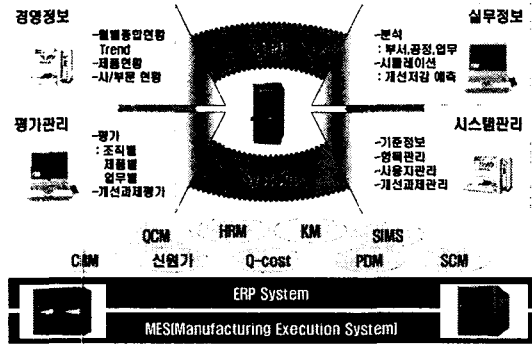 경영정보
-월별종합현황
Trend
-제품현황
-사/부문 현황
실무정보
-분석
: 부서,공정,업무
-시뮬레이션
: 개선저감 예측
평가관리
-평가
: 조직별
제품별
업무별
-개선과제평가
시스템관리
-기준정보
-항목관리
-사용자관리
-개선과제관리
QCM
HRM
KM
SIMS
신원가
Q-cost
PDM
SCM
ERP System
MES(Manufacturing Execution System)